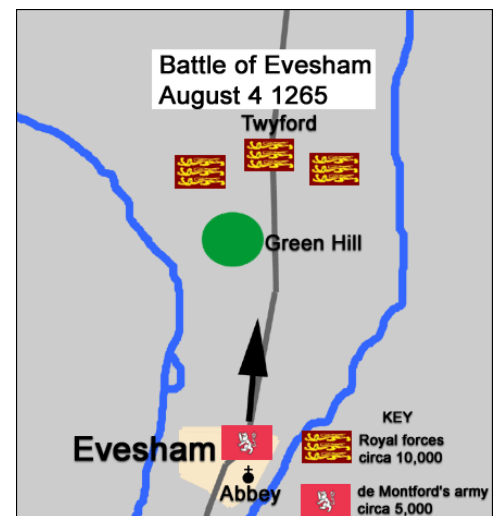 Battle of Evesham
August 4 1265
Twyford
Green Hill
Evesham
Abbey
KEY
Royal forces
circa 10,000
de Montford's army
circa 5,000